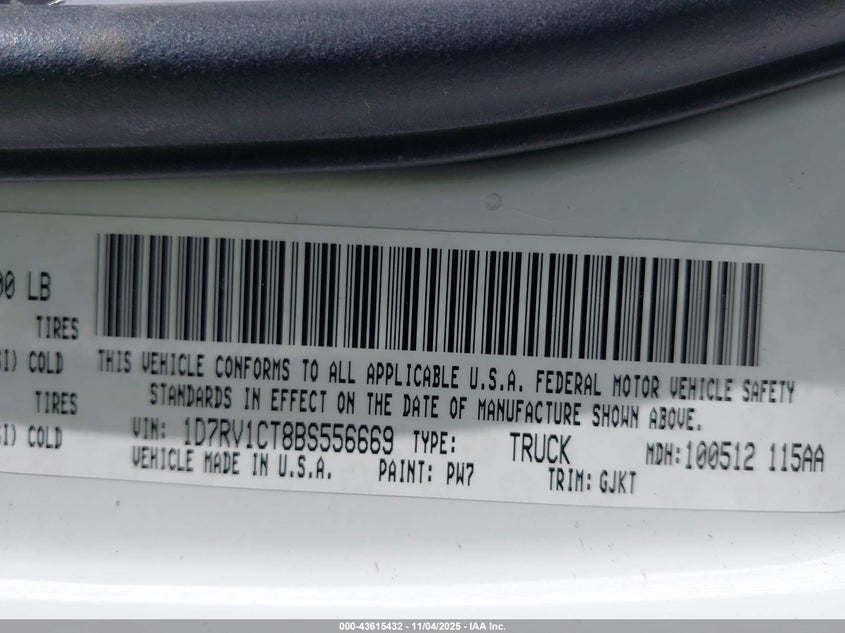 00 LB
TIRES
SI) COLD
TIRES
SI) COLD
THIS VEHICLE CONFORMS TO ALL APPLICABLE U.S.A. FEDERAL MOTOR VEHICLE SAFETY
STANDARDS IN EFFECT ON THE DATE OF MANUFACTURE SHOWN ABOVE.
VIN: 1D7RV1CT8BS556669 TYPE: TRUCK MDH:100512 115AA
VEHICLE MADE IN U.S.A. PAINT: PW7 TRIM: GJKT
000-43615432 - 11/04/2025 - IAA Inc.